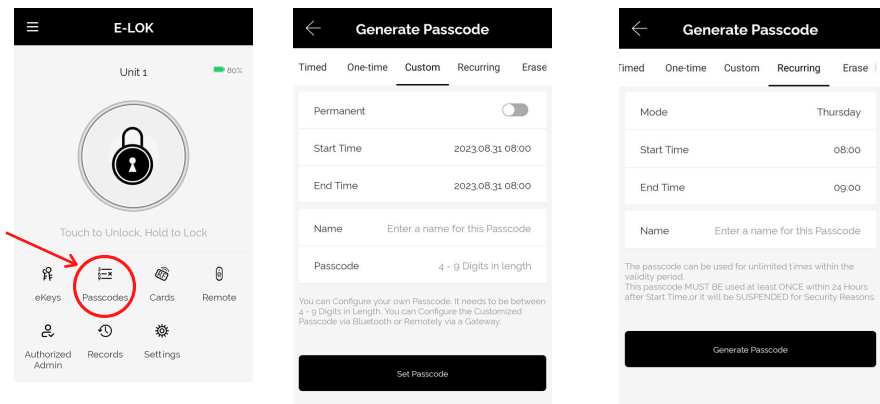 E-LOK
Unit 1
80%
Touch to Unlock, Hold to Lock
eKeys
Passcodes
Cards
Remote
Authorized
Admin
Records
Settings
Generate Passcode
Timed One-time Custom Recurring Erase
Permanent
Start Time 2023.08.31 08:00
End Time 2023.08.31 08:00
Name Enter a name for this Passcode
Passcode 4 - 9 Digits in length
You can Configure your own Passcode. It needs to be between
4 - 9 Digits in Length. You can Configure the Customized
Passcode via Bluetooth or Remotely via a Gateway.
Set Passcode
Generate Passcode
Timed One-time Custom Recurring Erase
Mode Thursday
Start Time 08:00
End Time 09:00
Name Enter a name for this Passcode
The passcode can be used for unlimited times within the
validity period.
This passcode MUST BE used at least ONCE within 24 Hours
after Start Time,or it will be SUSPENDED for Security Reasons.
Generate Passcode